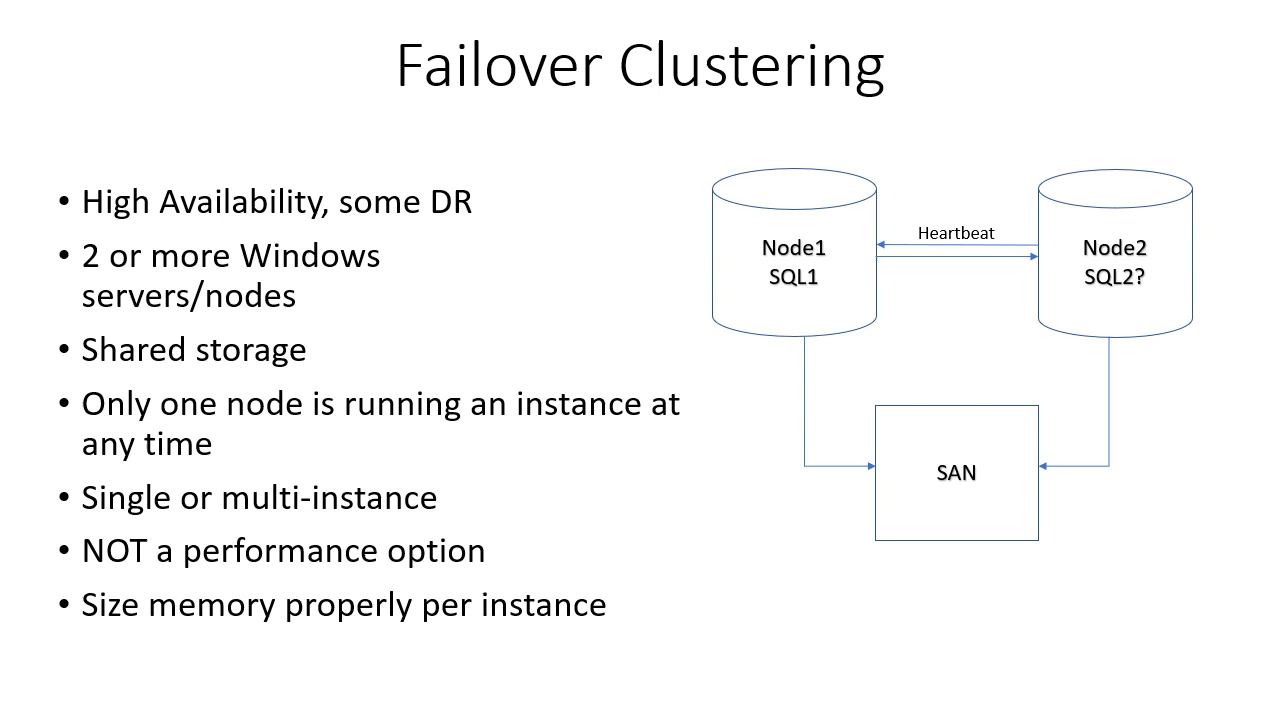 Failover Clustering
• High Availability, some DR
• 2 or more Windows
servers/nodes
• Shared storage
• Only one node is running an instance at
any time
• Single or multi-instance
• NOT a performance option
• Size memory properly per instance
Node1
SQL1
Heartbeat
Node2
SQL2?
SAN